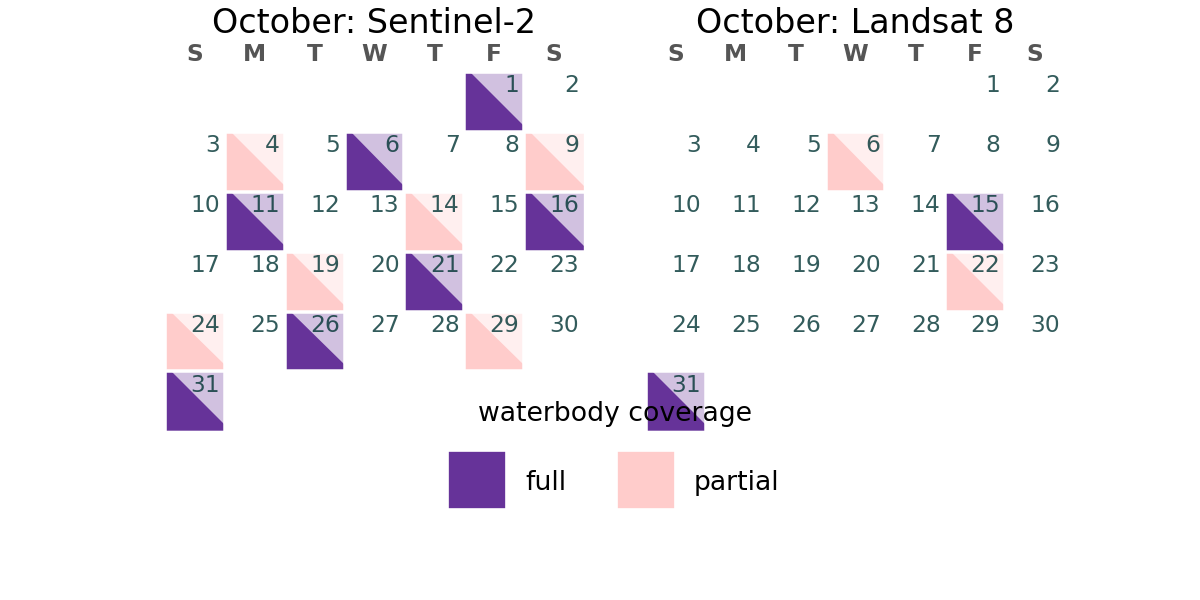 October: Sentinel-2
S M T W T F S
1 2
3 4 5 6 7 8 9
10 11 12 13 14 15 16
17 18 19 20 21 22 23
24 25 26 27 28 29 30
31
October: Landsat 8
S M T W T F S
1 2
3 4 5 6 7 8 9
10 11 12 13 14 15 16
17 18 19 20 21 22 23
24 25 26 27 28 29 30
31
waterbody coverage
full partial